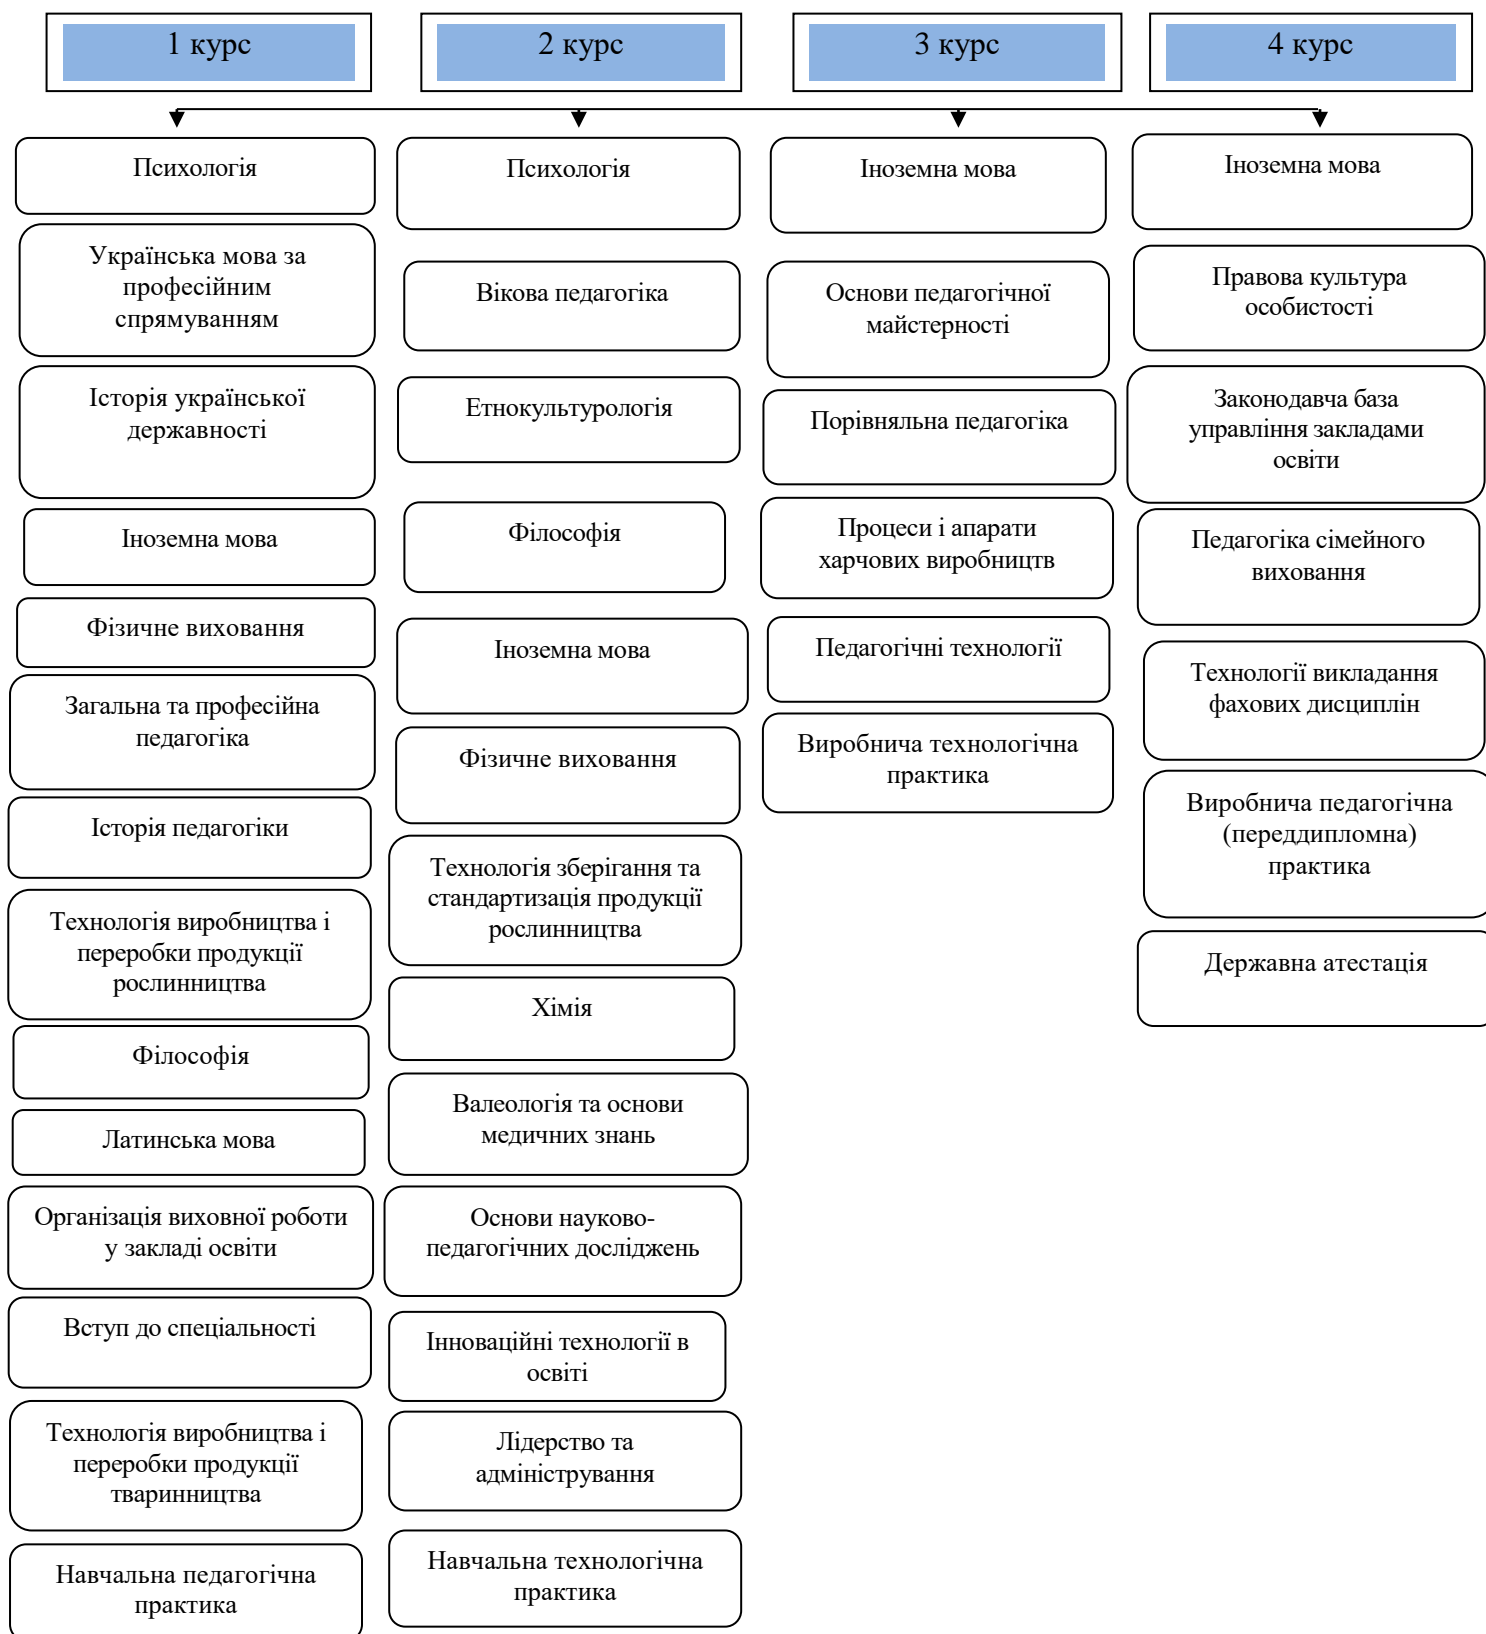 1 курс
2 курс
3 курс
4 курс
Психологія
Українська мова за
професійним
спрямуванням
Історія української
державності
Іноземна мова
Фізичне виховання
Загальна та професійна
педагогіка
Історія педагогіки
Технологія виробництва і
переробки продукції
рослинництва
Філософія
Латинська мова
Організація виховної роботи
у закладі освіти
Вступ до спеціальності
Технологія виробництва і
переробки продукції
тваринництва
Навчальна педагогічна
практика
Психологія
Вікова педагогіка
Етнокультурологія
Філософія
Іноземна мова
Фізичне виховання
Технологія зберігання та
стандартизація продукції
рослинництва
Хімія
Валеологія та основи
медичних знань
Основи науково-
педагогічних досліджень
Інноваційні технології в
освіті
Лідерство та
адміністрування
Навчальна технологічна
практика
Іноземна мова
Основи педагогічної
майстерності
Порівняльна педагогіка
Процеси і апарати
харчових виробництв
Педагогічні технології
Виробнича технологічна
практика
Іноземна мова
Правова культура
особистості
Законодавча база
управління закладами
освіти
Педагогіка сімейного
виховання
Технології викладання
фахових дисциплін
Виробнича педагогічна
(переддипломна)
практика
Державна атестація